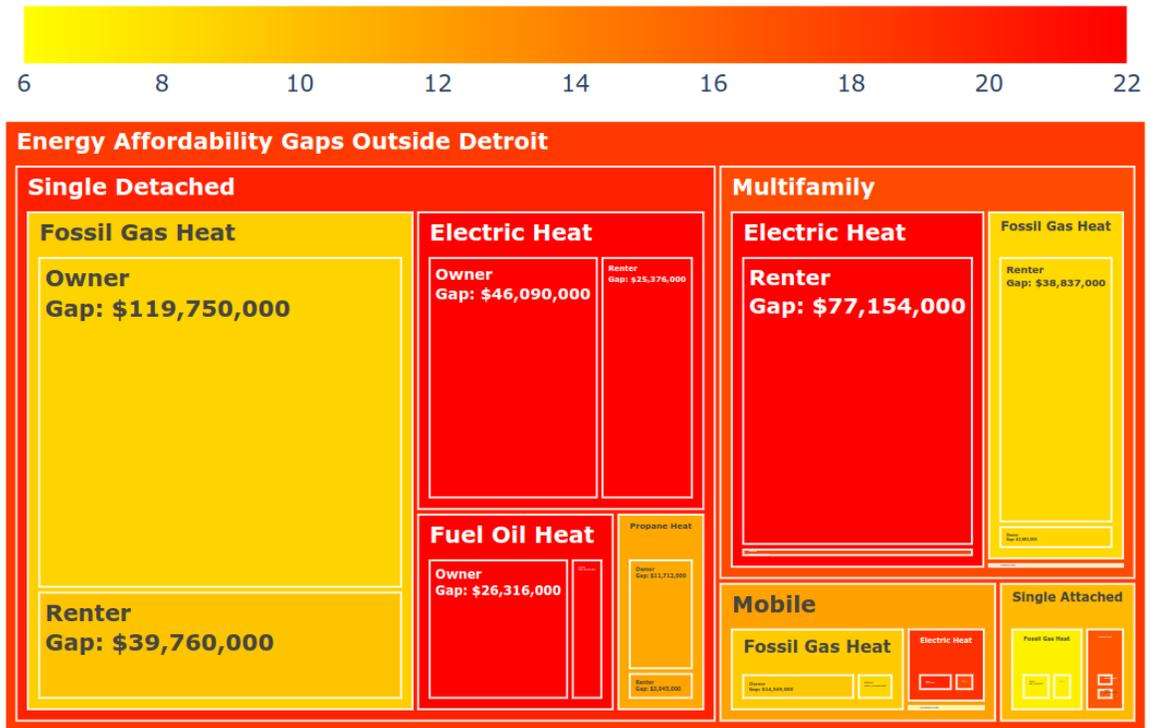 6 8 10 12 14 16 18 20 22
Energy Affordability Gaps Outside Detroit
Single Detached
Fossil Gas Heat
Owner
Gap: $119,750,000
Renter
Gap: $39,760,000
Electric Heat
Owner
Gap: $46,090,000
Renter
Gap: $25,376,000
Fuel Oil Heat
Owner
Gap: $26,316,000
Propane Heat
Owner
Gap: $11,712,000
Renter
Multifamily
Electric Heat
Renter
Gap: $77,154,000
Fossil Gas Heat
Renter
Gap: $38,837,000
Mobile
Fossil Gas Heat
Owner
Electric Heat
Single Attached
Fossil Gas Heat